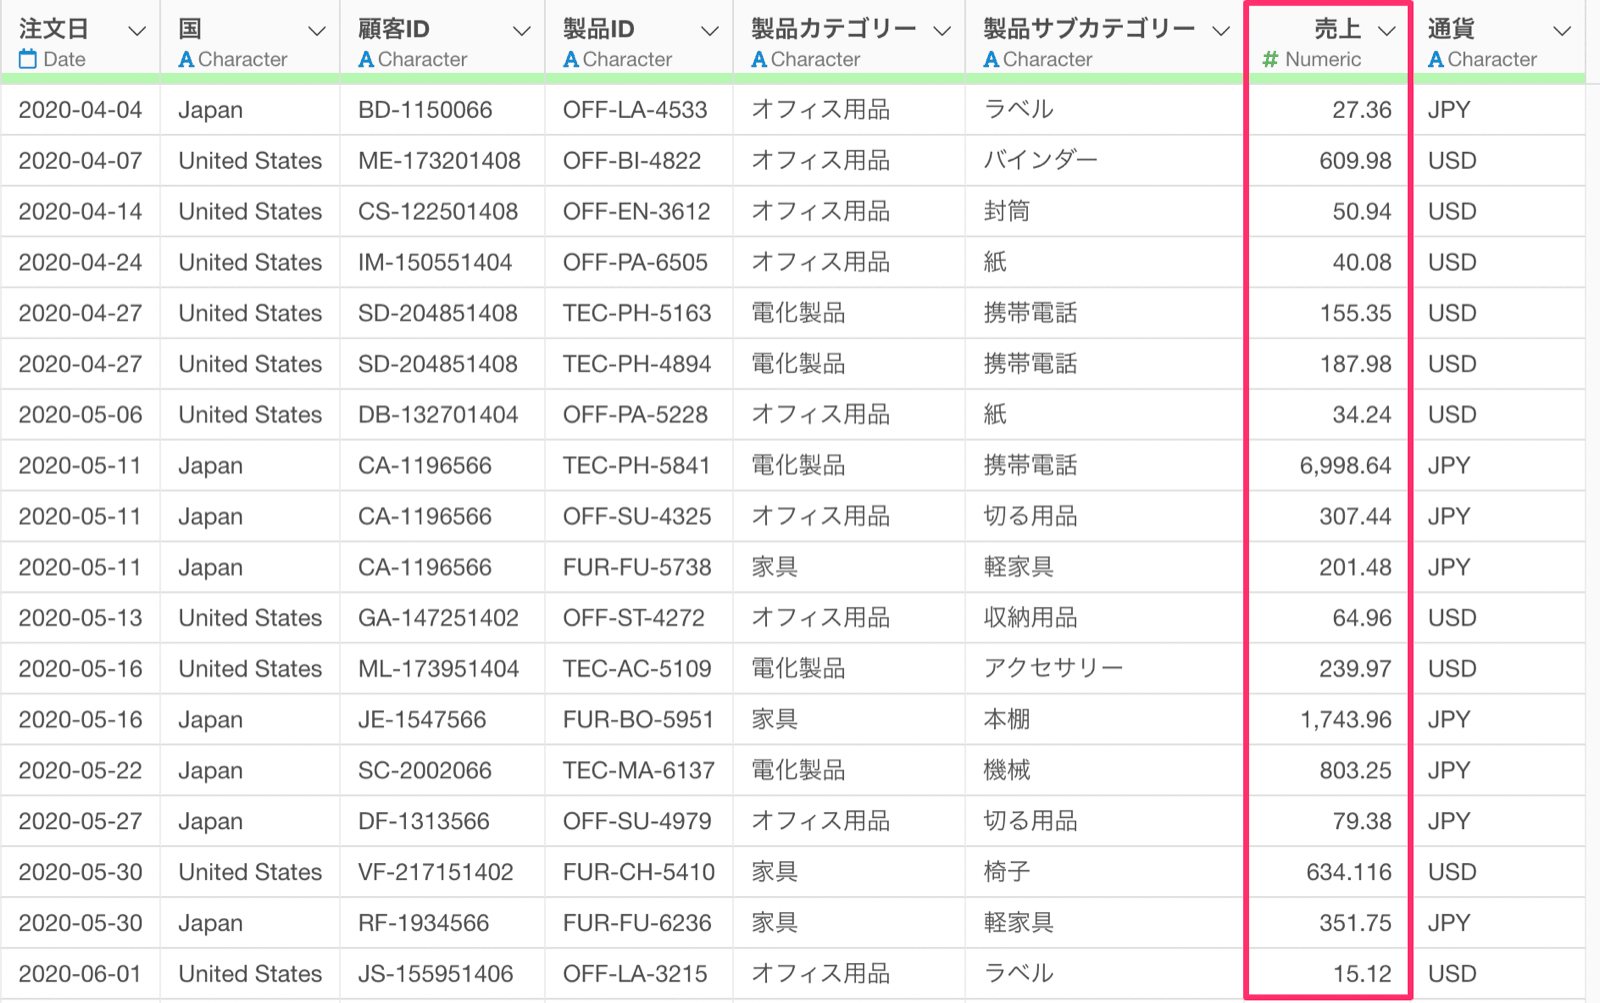 注文日 国 顧客ID 製品ID 製品カテゴリー 製品サブカテゴリー 売上 通貨
Date Character Character Character Character Character # Numeric Character
2020-04-04 Japan BD-1150066 OFF-LA-4533 オフィス用品 ラベル 27.36 JPY
2020-04-07 United States ME-173201408 OFF-BI-4822 オフィス用品 バインダー 609.98 USD
2020-04-14 United States CS-122501408 OFF-EN-3612 オフィス用品 封筒 50.94 USD
2020-04-24 United States IM-150551404 OFF-PA-6505 オフィス用品 紙 40.08 USD
2020-04-27 United States SD-204851408 TEC-PH-5163 電化製品 携帯電話 155.35 USD
2020-04-27 United States SD-204851408 TEC-PH-4894 電化製品 携帯電話 187.98 USD
2020-05-06 United States DB-132701404 OFF-PA-5228 オフィス用品 紙 34.24 USD
2020-05-11 Japan CA-1196566 TEC-PH-5841 電化製品 携帯電話 6,998.64 JPY
2020-05-11 Japan CA-1196566 OFF-SU-4325 オフィス用品 切る用品 307.44 JPY
2020-05-11 Japan CA-1196566 FUR-FU-5738 家具 軽家具 201.48 JPY
2020-05-13 United States GA-147251402 OFF-ST-4272 オフィス用品 収納用品 64.96 USD
2020-05-16 United States ML-173951404 TEC-AC-5109 電化製品 アクセサリー 239.97 USD
2020-05-16 Japan JE-1547566 FUR-BO-5951 家具 本棚 1,743.96 JPY
2020-05-22 Japan SC-2002066 TEC-MA-6137 電化製品 機械 803.25 JPY
2020-05-27 Japan DF-1313566 OFF-SU-4979 オフィス用品 切る用品 79.38 JPY
2020-05-30 United States VF-217151402 FUR-CH-5410 家具 椅子 634.116 USD
2020-05-30 Japan RF-1934566 FUR-FU-6236 家具 軽家具 351.75 JPY
2020-06-01 United States JS-155951406 OFF-LA-3215 オフィス用品 ラベル 15.12 USD